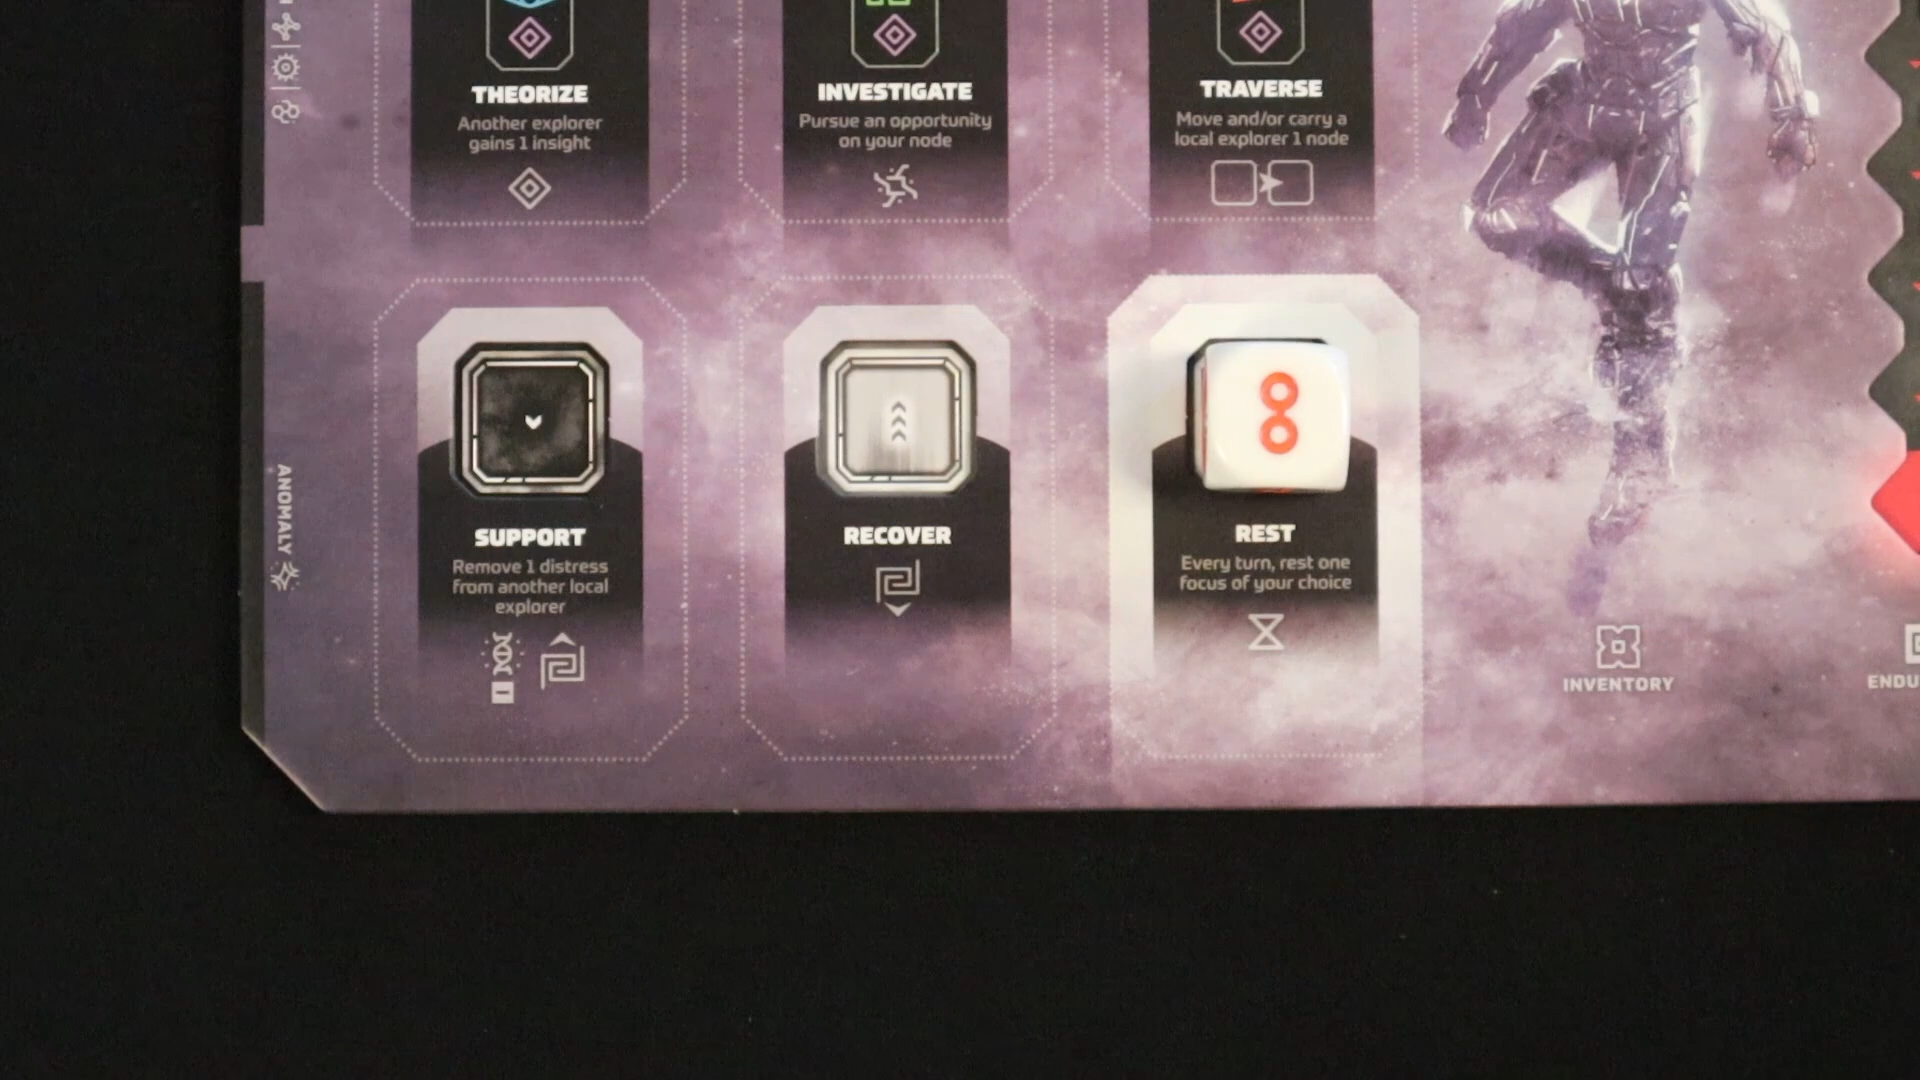 THEORIZE
Another explorer
gains 1 insight
INVESTIGATE
Pursue an opportunity
on your node
TRAVERSE
Move and/or carry a
local explorer 1 node
ANOMALY
SUPPORT
Remove 1 distress
from another local
explorer
RECOVER
REST
Every turn, rest one
focus of your choice
INVENTORY
ENDU